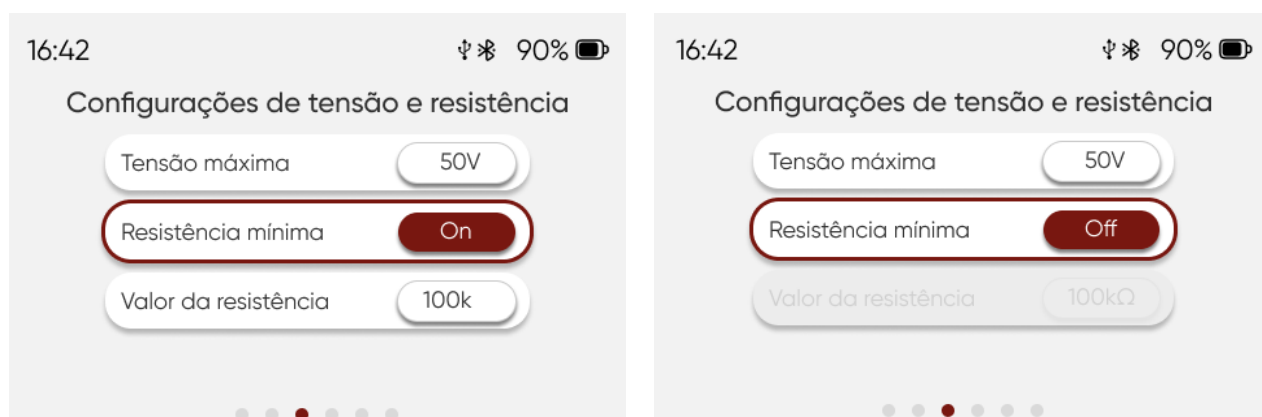 16:42 90%
Configurações de tensão e resistência
Tensão máxima 50V
Resistência mínima On
Valor da resistência 100k
16:42 90%
Configurações de tensão e resistência
Tensão máxima 50V
Resistência mínima Off
Valor da resistência 100kΩ